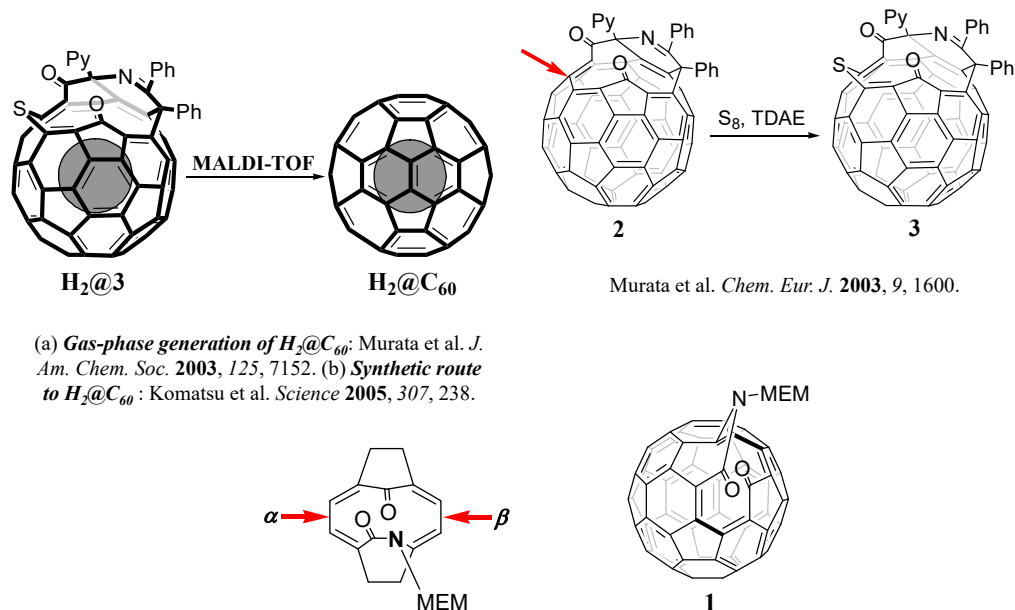 Py
O
N
Ph
Ph
S
O
MALDI-TOF
H2@3
H2@C60
(a) Gas-phase generation of H2@C60: Murata et al. J.
Am. Chem. Soc. 2003, 125, 7152. (b) Synthetic route
to H2@C60 : Komatsu et al. Science 2005, 307, 238.
Py
O
N
Ph
Ph
O
2
S8, TDAE
Py
O
N
Ph
Ph
S
O
3
Murata et al. Chem. Eur. J. 2003, 9, 1600.
α
O
O
N
β
MEM
N–MEM
O
O
1